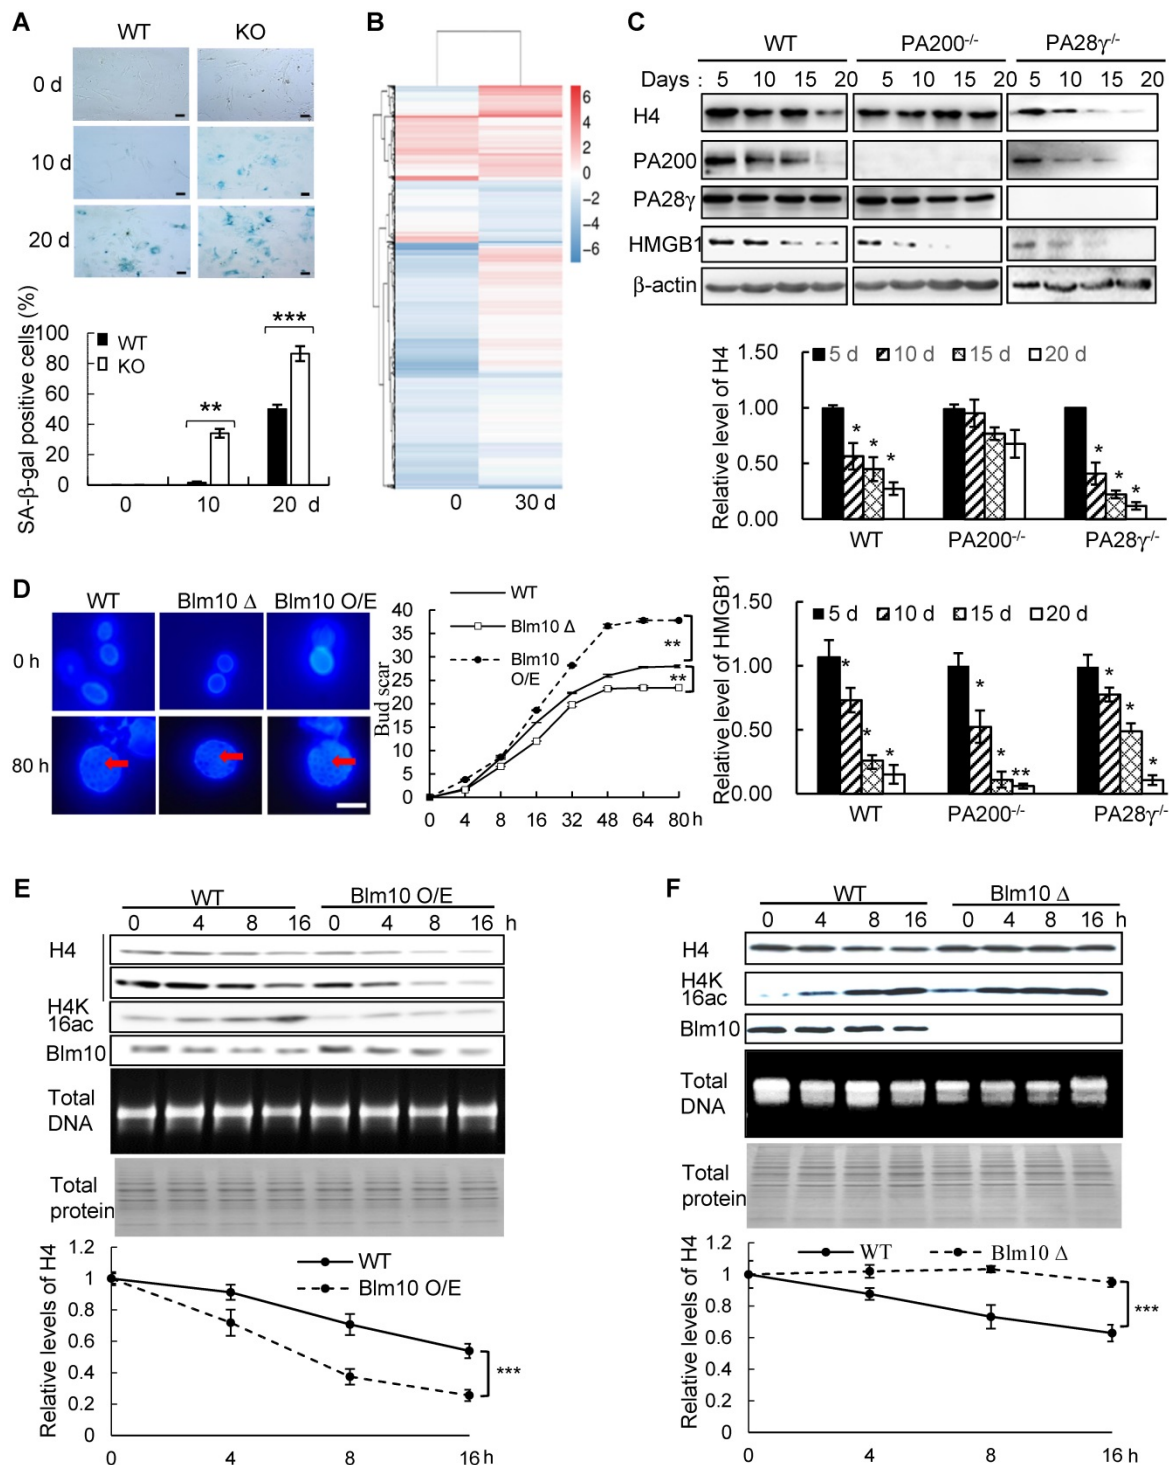 A
WT KO
0 d
10 d
20 d
SA-β-gal positive cells (%)
100
80
60
40
20
0
WT
KO
**
***
0 10 20 d
B
6
4
2
0
−2
−4
−6
0 30 d
C
WT PA200-/- PA28γ-/-
Days : 5 10 15 20 5 10 15 20 5 10 15 20
H4
PA200
PA28γ
HMGB1
β-actin
Relative level of H4
1.50
1.00
0.50
0.00
5 d 10 d 15 d 20 d
* * * * * *
WT PA200-/- PA28γ-/-
Relative level of HMGB1
1.50
1.00
0.50
0.00
5 d 10 d 15 d 20 d
* * * * * ** * * *
WT PA200-/- PA28γ-/-
D
WT Blm10 Δ Blm10 O/E
0 h
80 h
Bud scar
40
35
30
25
20
15
10
5
0
WT
Blm10 Δ
Blm10
O/E
**
**
0 4 8 16 32 48 64 80 h
E
WT Blm10 O/E
0 4 8 16 0 4 8 16 h
H4
H4K
16ac
Blm10
Total
DNA
Total
protein
Relative levels of H4
1.2
1
0.8
0.6
0.4
0.2
0
WT
Blm10 O/E
***
0 4 8 16 h
F
WT Blm10 Δ
0 4 8 16 0 4 8 16 h
H4
H4K
16ac
Blm10
Total
DNA
Total
protein
Relative levels of H4
1.2
1
0.8
0.6
0.4
0.2
0
WT Blm10 Δ
***
0 4 8 16 h